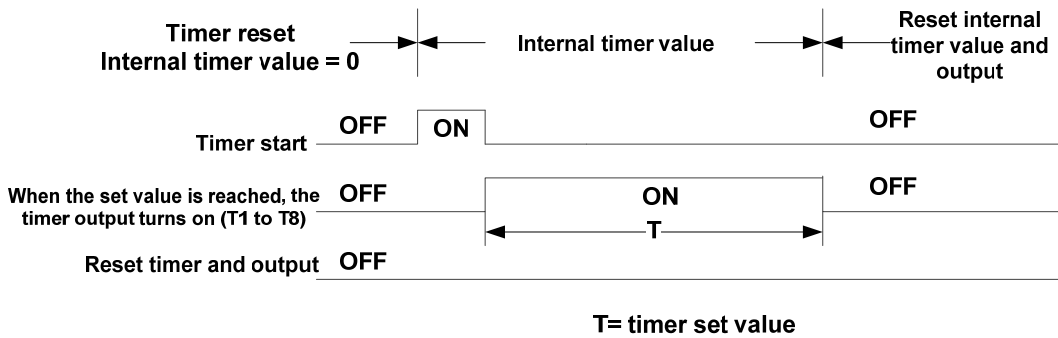 Timer reset
Internal timer value = 0
Internal timer value
Reset internal
timer value and
output
Timer start
OFF
ON
OFF
When the set value is reached, the
timer output turns on (T1 to T8)
OFF
ON
OFF
T
Reset timer and output
OFF
T= timer set value